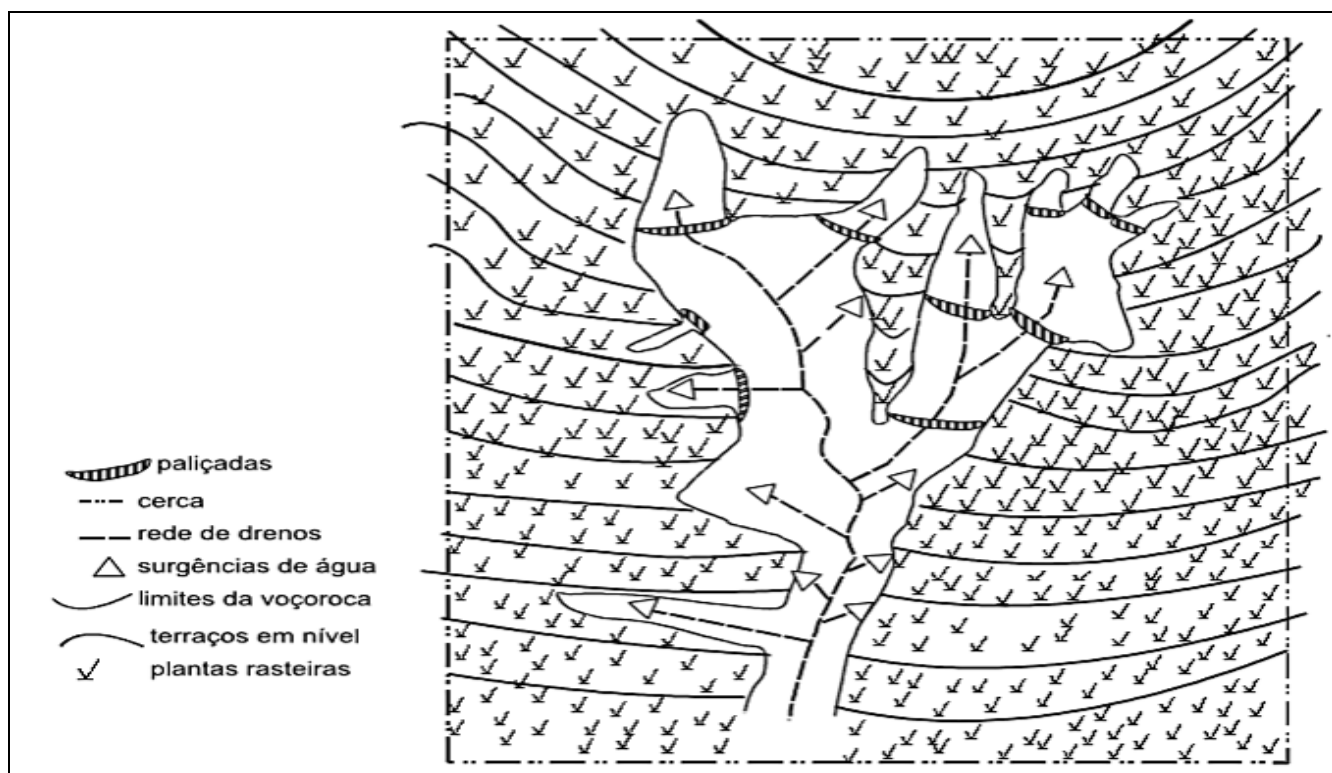 paliçadas
cerca
rede de drenos
surgências de água
limites da voçoroca
terraços em nível
plantas rasteiras